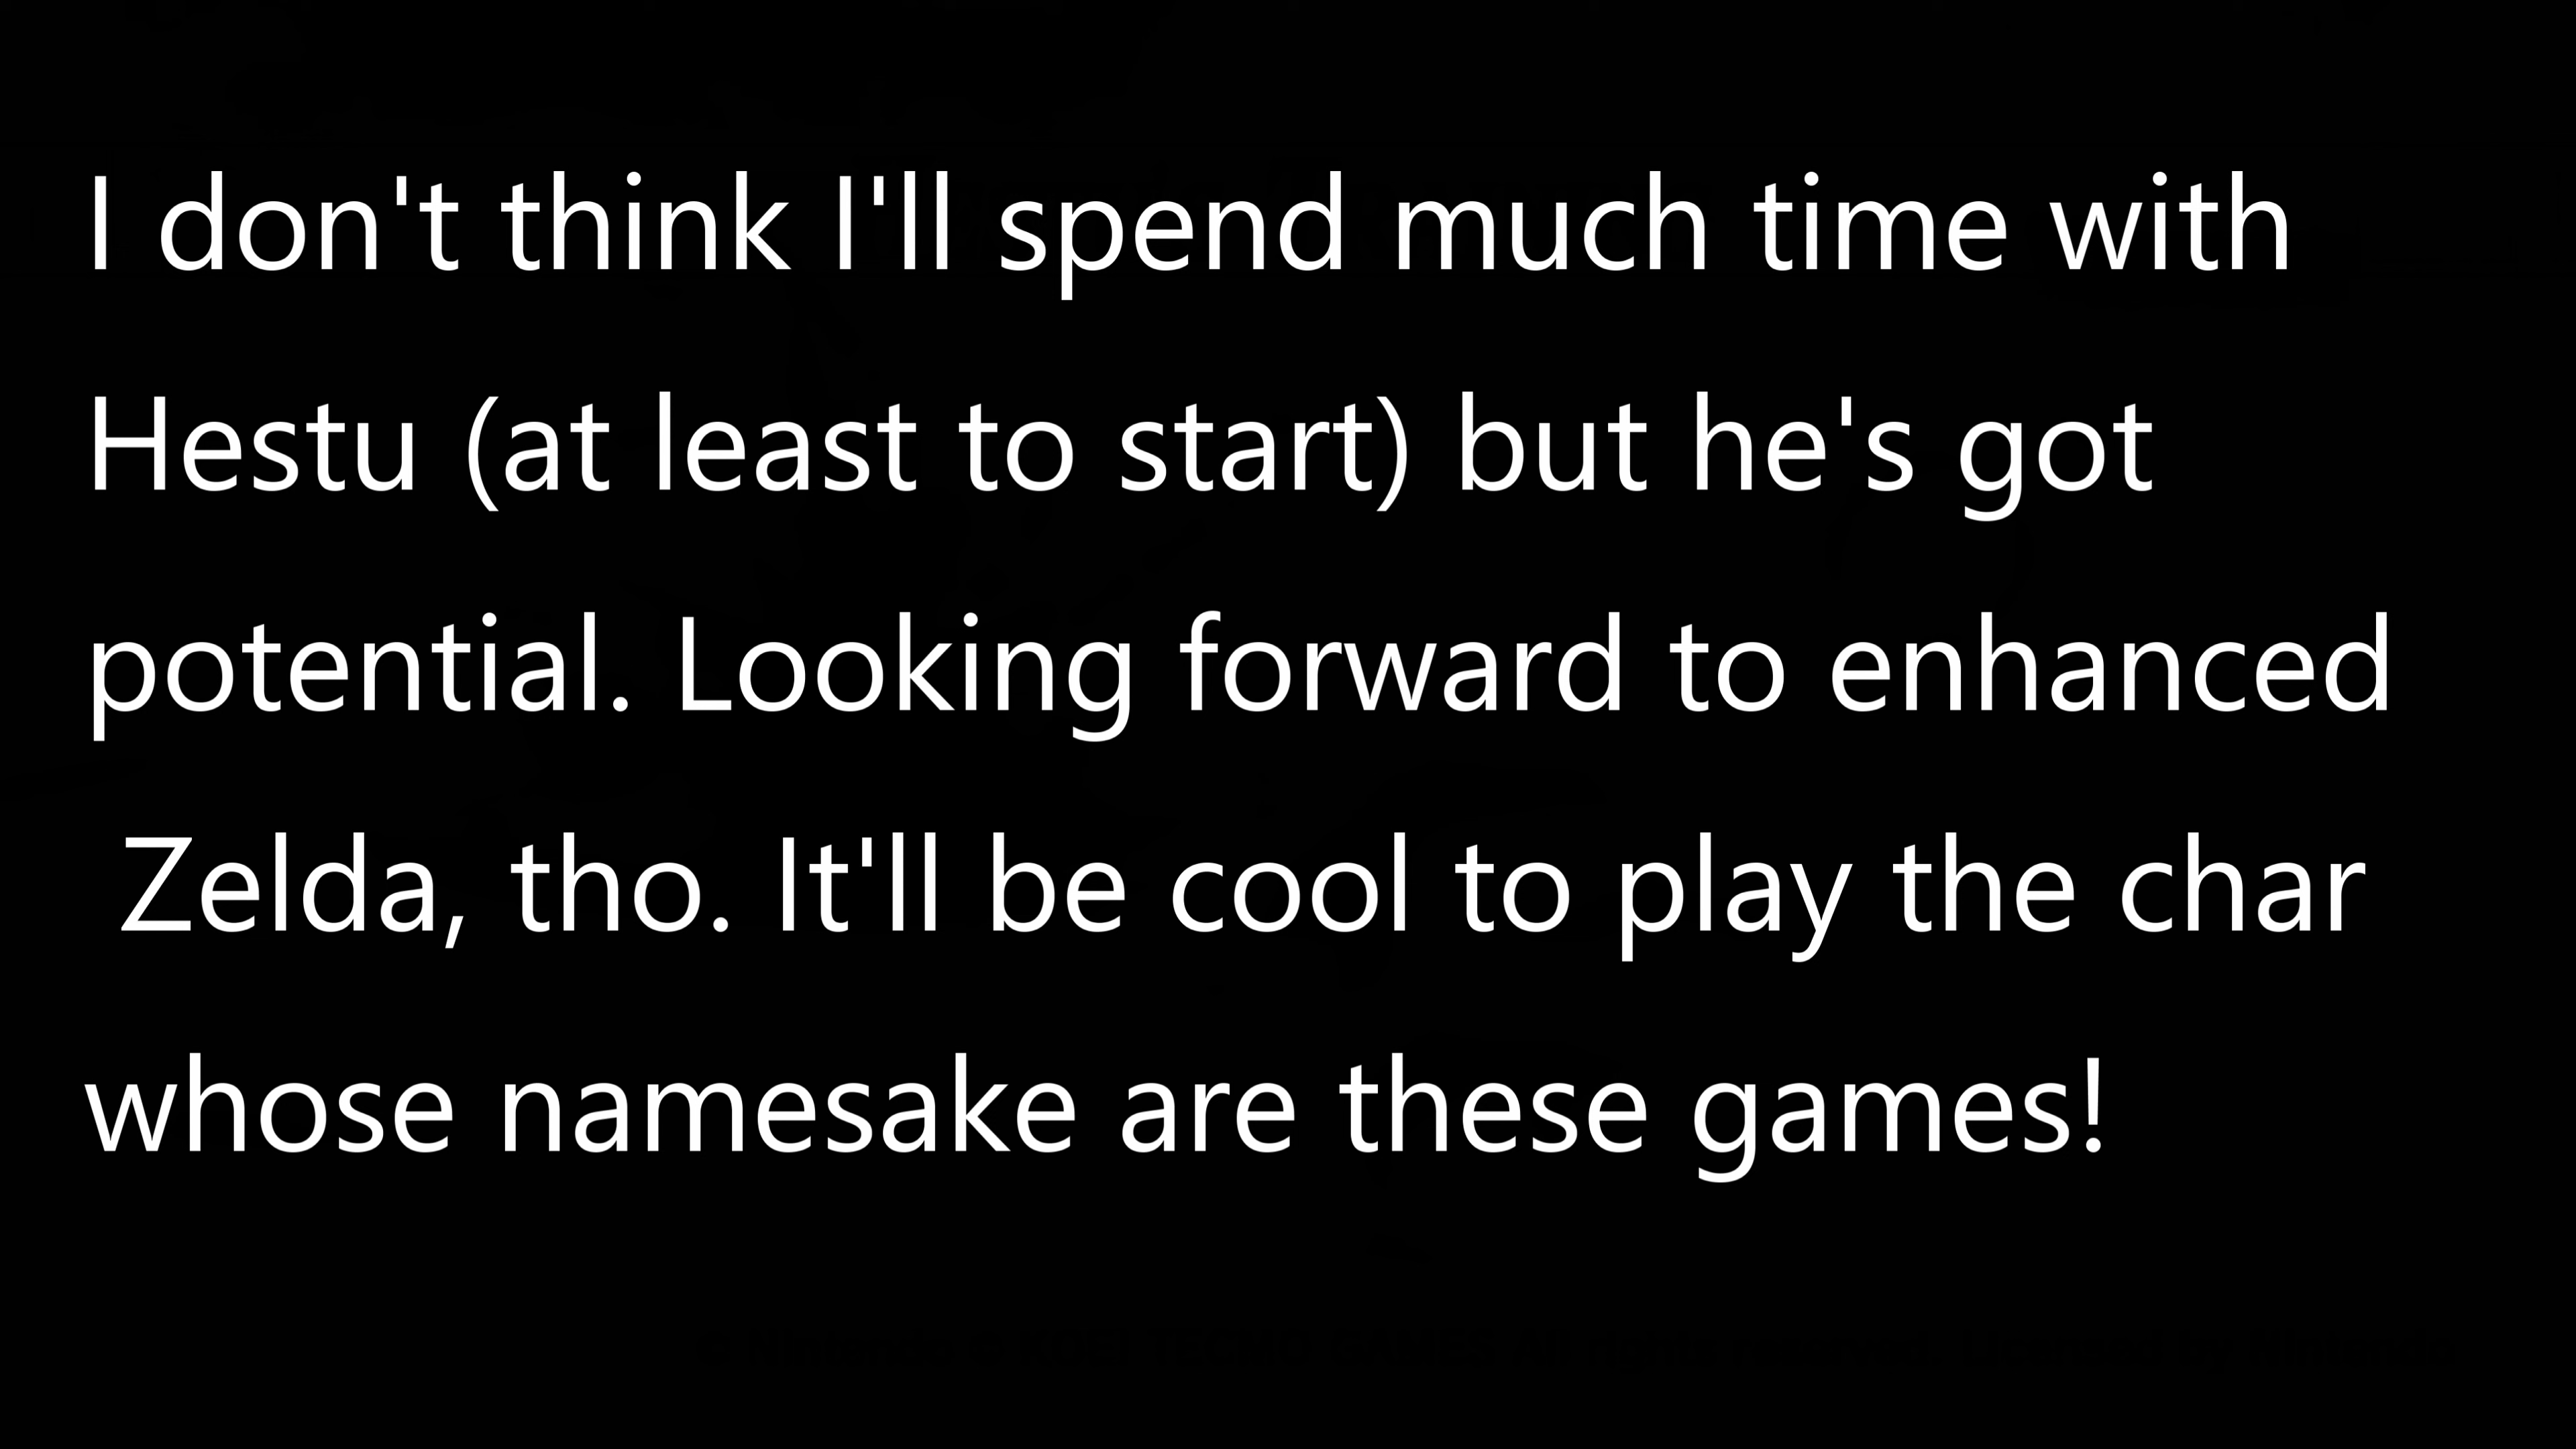 I don't think I'll spend much time with
Hestu (at least to start) but he's got
potential. Looking forward to enhanced
Zelda, tho. It'll be cool to play the char
whose namesake are these games!